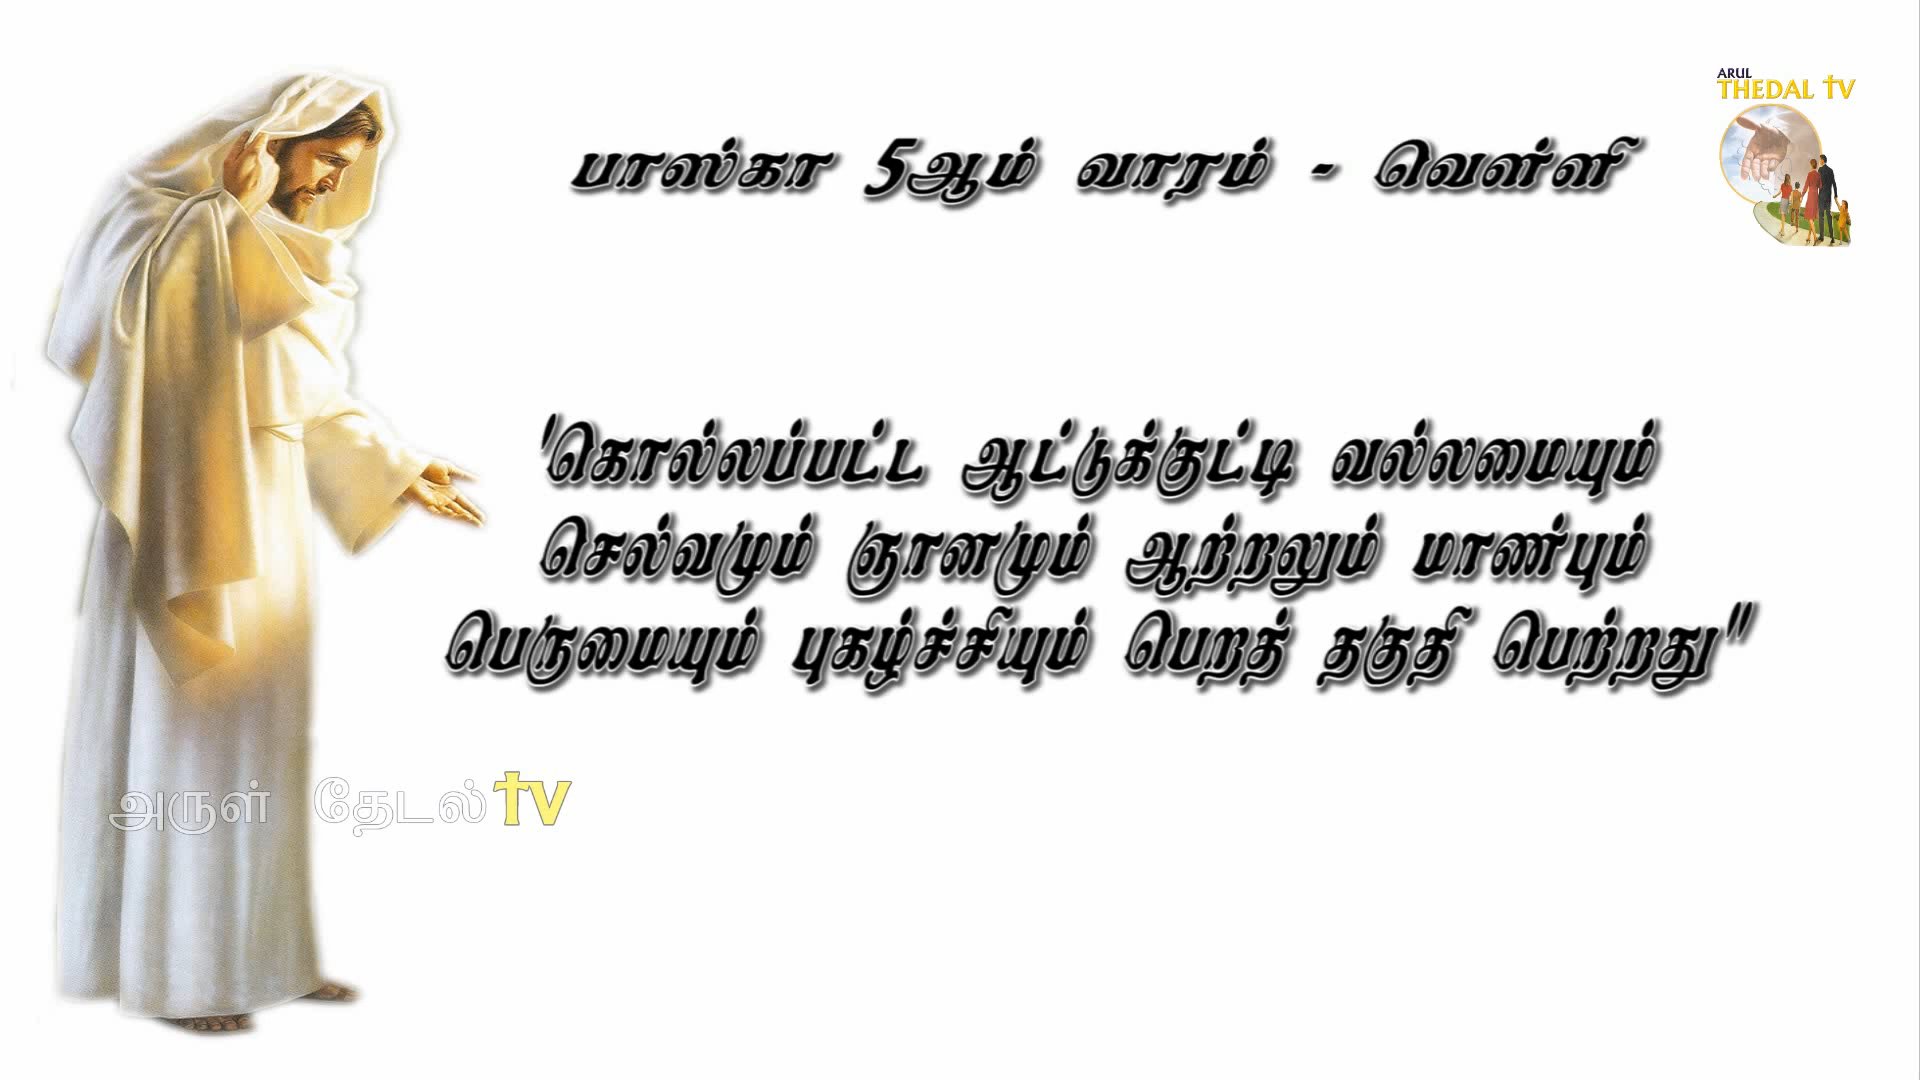 ARUL
THEDAL TV
பாஸ்கா 5ஆம் வாரம் - வெள்ளி
'கொல்லப்பட்ட ஆட்டுக்குட்டி வல்லமையும்
செல்வமும் ஞானமும் ஆற்றலும் மாண்பும்
பெருமையும் புகழ்ச்சியும் பெறத் தகுதி பெற்றது"
அருள் தேடல் TV